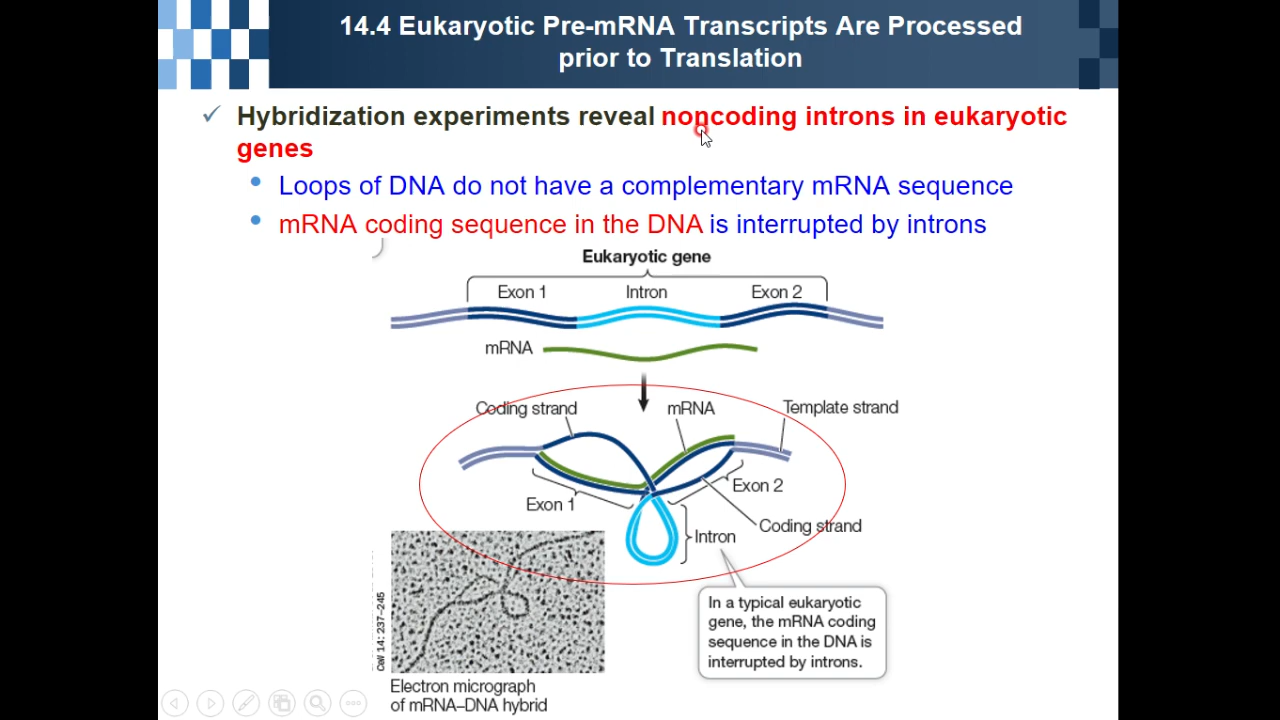 14.4 Eukaryotic Pre-mRNA Transcripts Are Processed
prior to Translation
Hybridization experiments reveal noncoding introns in eukaryotic
genes
Loops of DNA do not have a complementary mRNA sequence
mRNA coding sequence in the DNA is interrupted by introns
Eukaryotic gene
Exon 1
Intron
Exon 2
mRNA
Coding strand
mRNA
Template strand
Exon 1
Exon 2
Coding strand
Intron
In a typical eukaryotic
gene, the mRNA coding
sequence in the DNA is
interrupted by introns.
Cell 14: 237–245
Electron micrograph
of mRNA–DNA hybrid